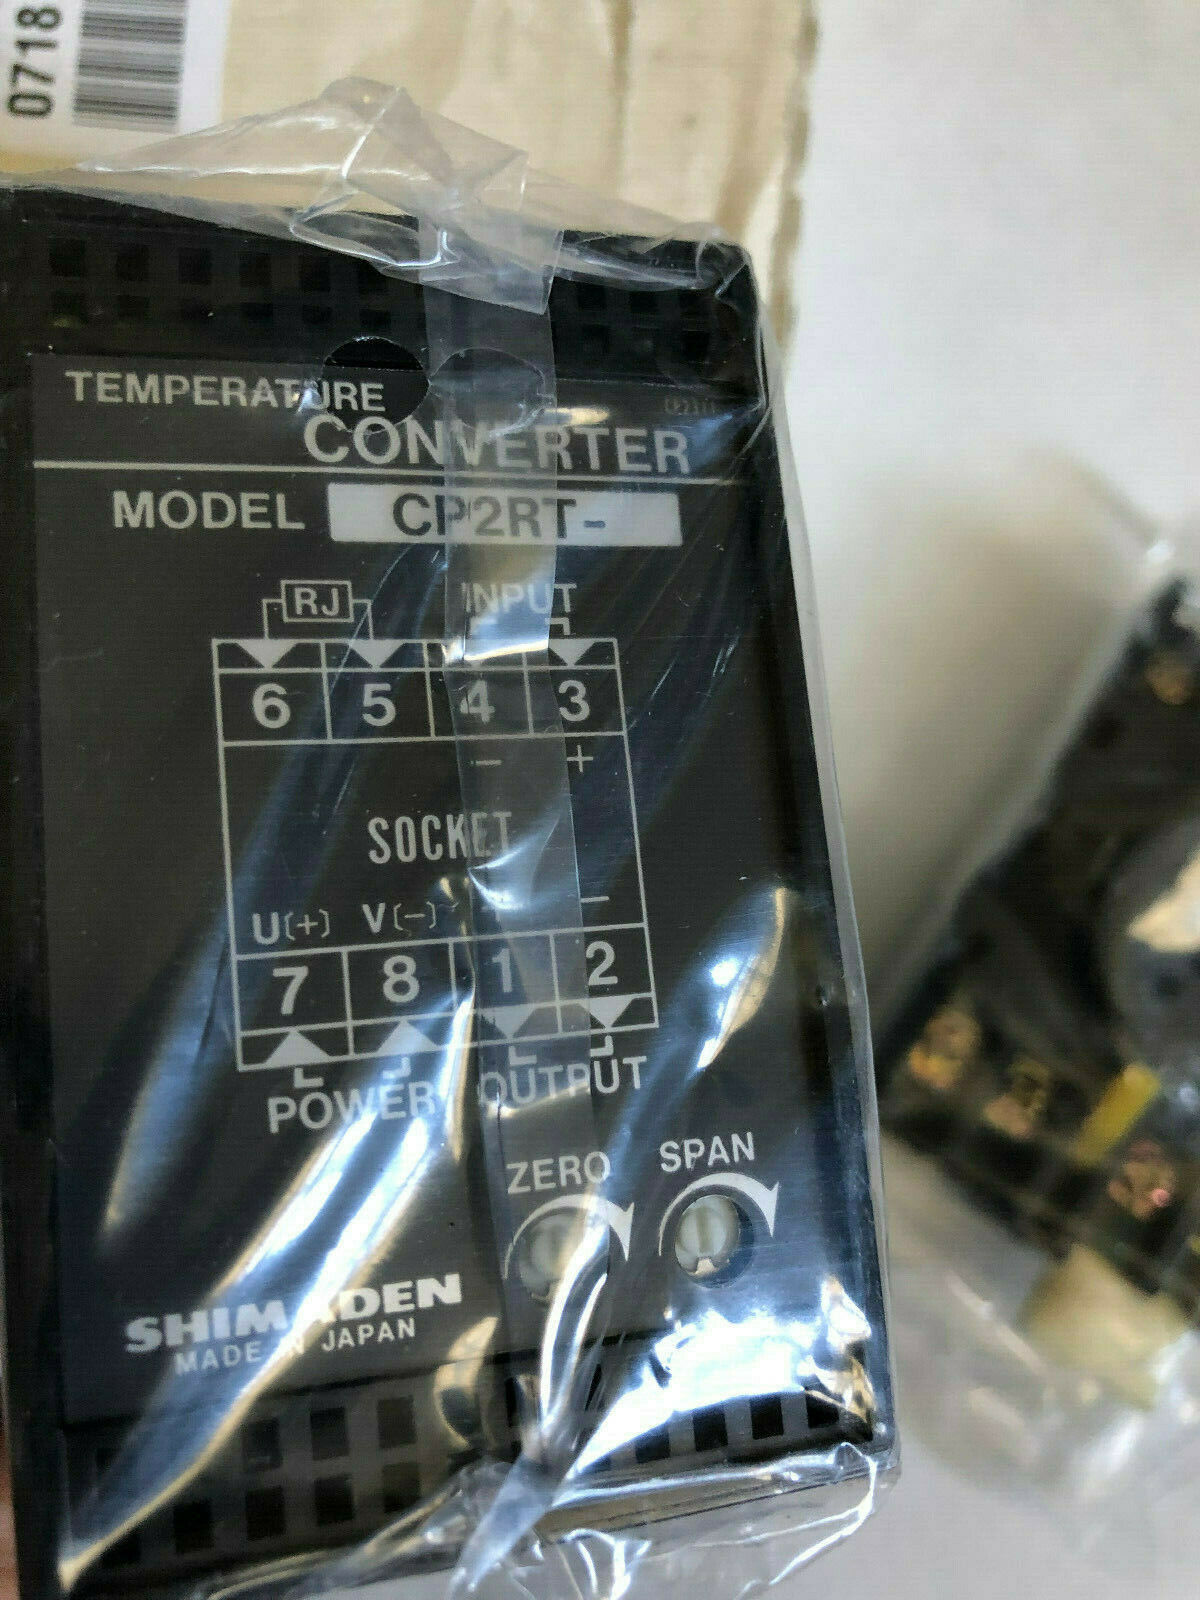 0718
TEMPERATURE
CONVERTER
MODEL CP2RT-
RJ INPUT
6 5 4 3
- +
SOCKET
U(+) V(-) -
7 8 1 2
POWER OUTPUT
ZERO SPAN
SHIMADEN
MADE IN JAPAN